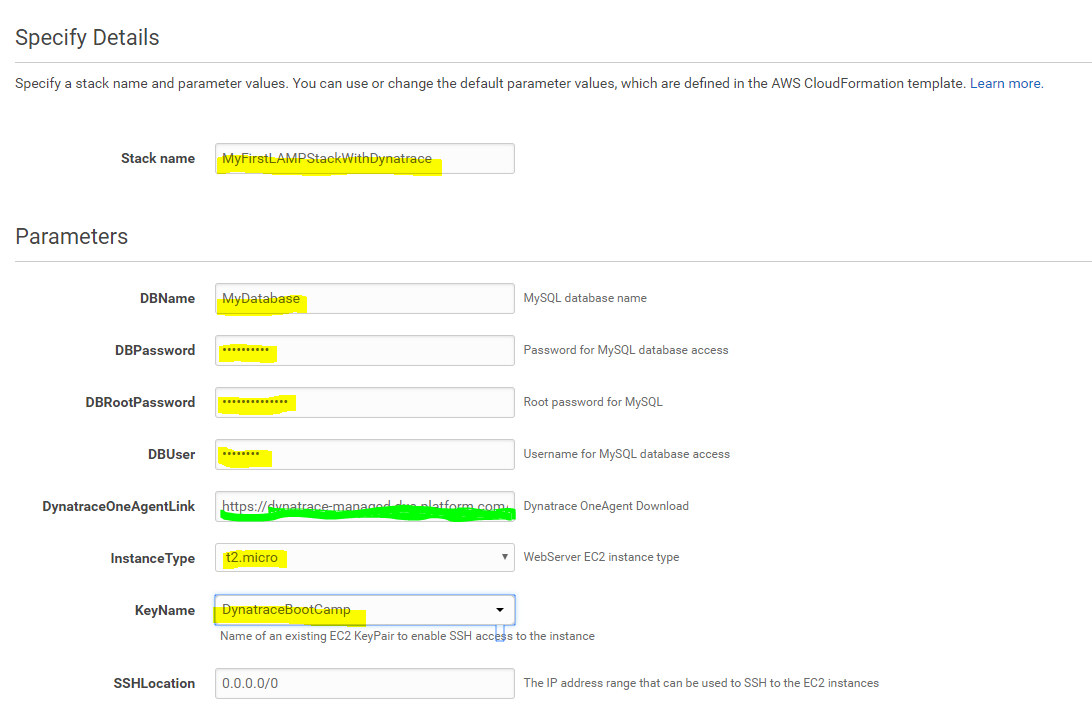 Specify Details
Specify a stack name and parameter values. You can use or change the default parameter values, which are defined in the AWS CloudFormation template. Learn more.
Stack name MyFirstLAMPStackWithDynatrace
Parameters
DBName MyDatabase MySQL database name
DBPassword •••••••••• Password for MySQL database access
DBRootPassword •••••••••••••• Root password for MySQL
DBUser •••••••• Username for MySQL database access
DynatraceOneAgentLink https://dynatrace-managed Dynatrace OneAgent Download
InstanceType t2.micro WebServer EC2 instance type
KeyName DynatraceBootCamp
Name of an existing EC2 KeyPair to enable SSH access to the instance
SSHLocation 0.0.0.0/0 The IP address range that can be used to SSH to the EC2 instances